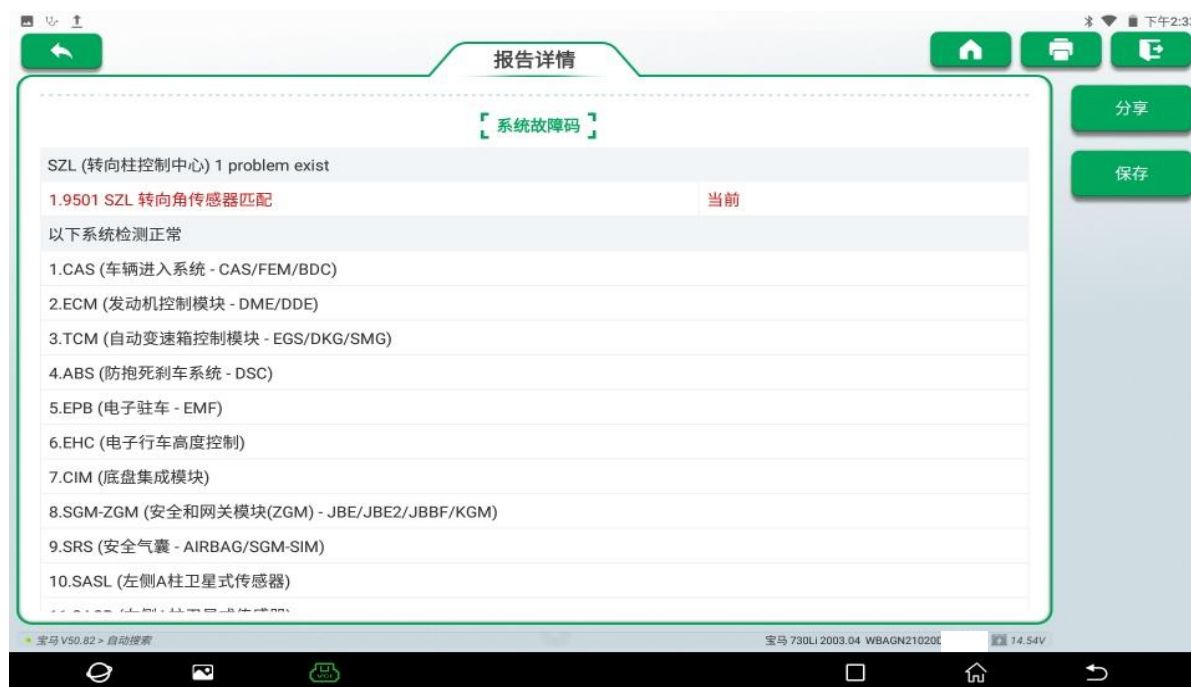 下午2:33
报告详情
分享
保存
系统故障码
SZL (转向柱控制中心) 1 problem exist
1.9501 SZL 转向角传感器匹配 当前
以下系统检测正常
1.CAS (车辆进入系统 - CAS/FEM/BDC)
2.ECM (发动机控制模块 - DME/DDE)
3.TCM (自动变速箱控制模块 - EGS/DKG/SMG)
4.ABS (防抱死刹车系统 - DSC)
5.EPB (电子驻车 - EMF)
6.EHC (电子行车高度控制)
7.CIM (底盘集成模块)
8.SGM-ZGM (安全和网关模块(ZGM) - JBE/JBE2/JBBF/KGM)
9.SRS (安全气囊 - AIRBAG/SGM-SIM)
10.SASL (左侧A柱卫星式传感器)
宝马 V50.82 > 自动搜索
宝马 730Li 2003.04 WBAGN21020D
14.54V
VCI